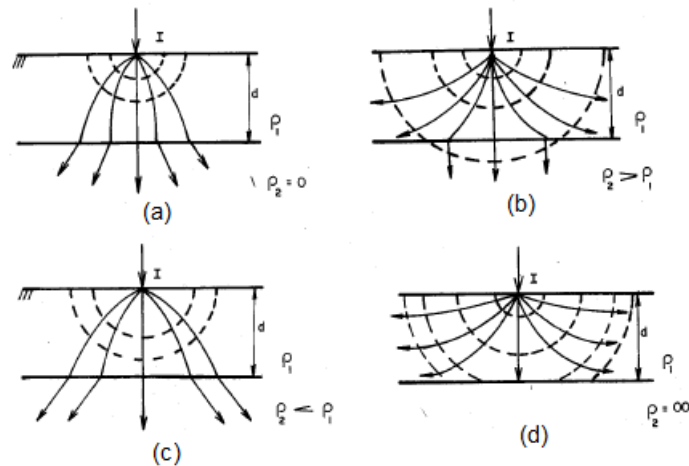 I
d
ρ₁
\ ρ₂ = 0
(a)
I
d
ρ₁
ρ₂ > ρ₁
(b)
I
d
ρ₁
ρ₂ < ρ₁
(c)
I
d
ρ₁
ρ₂ = ∞
(d)